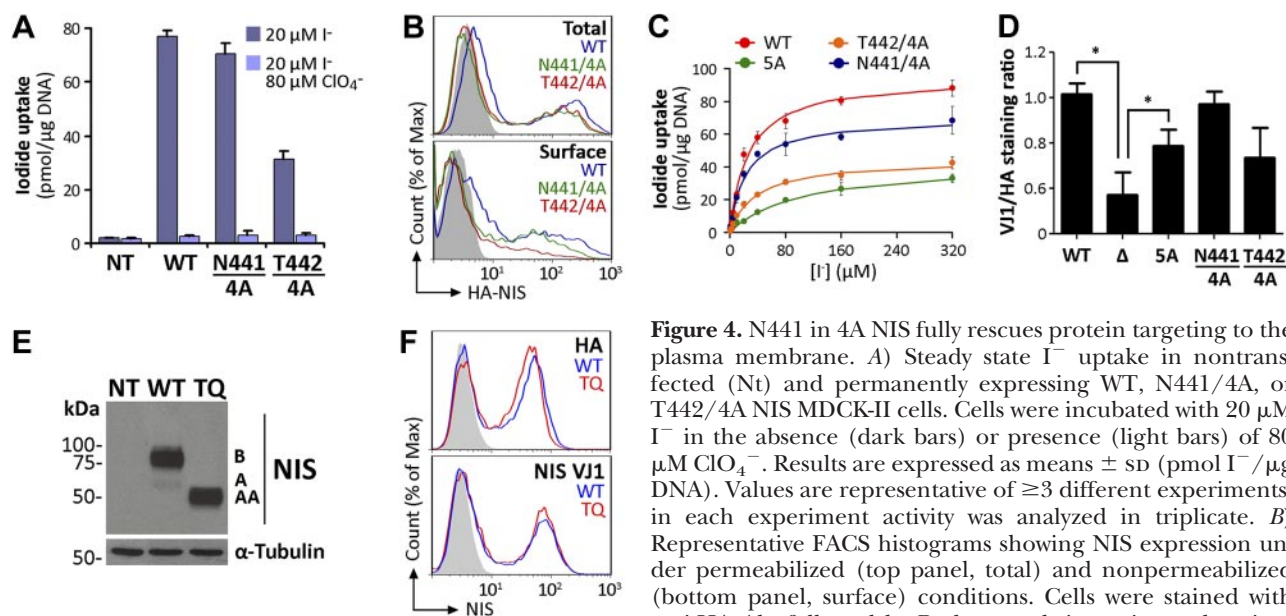 A
Iodide uptake
(pmol/µg DNA)
80
60
40
20
0
20 µM I-
20 µM I-
80 µM ClO₄⁻
NT
WT
N441
4A
T442
4A
B
Count (% of Max)
Total
WT
N441/4A
T442/4A
Surface
WT
N441/4A
T442/4A
10¹ 10² 10³
HA-NIS
C
WT
5A
T442/4A
N441/4A
Iodide uptake
(pmol/µg DNA)
100
80
60
40
20
0
0 80 160 240 320
[I-] (µM)
D
VJ1/HA staining ratio
1.2
1.0
0.6
0.4
*
*
WT Δ 5A N441 T442
4A 4A
E
NT WT TQ
kDa
100-
75-
50-
B
A
AA
NIS
50-
α-Tubulin
F
Count (% of Max)
HA
WT
TQ
NIS VJ1
WT
TQ
10⁰ 10¹ 10² 10³
NIS
Figure 4. N441 in 4A NIS fully rescues protein targeting to the
plasma membrane. A) Steady state I⁻ uptake in nontrans
fected (Nt) and permanently expressing WT, N441/4A, o
T442/4A NIS MDCK-II cells. Cells were incubated with 20 µM
I⁻ in the absence (dark bars) or presence (light bars) of 80
µM ClO₄⁻. Results are expressed as means ± SD (pmol I⁻/µg
DNA). Values are representative of ≥3 different experiments
in each experiment activity was analyzed in triplicate. B)
Representative FACS histograms showing NIS expression un
der permeabilized (top panel, total) and nonpermeabilized
(bottom panel, surface) conditions. Cells were stained with